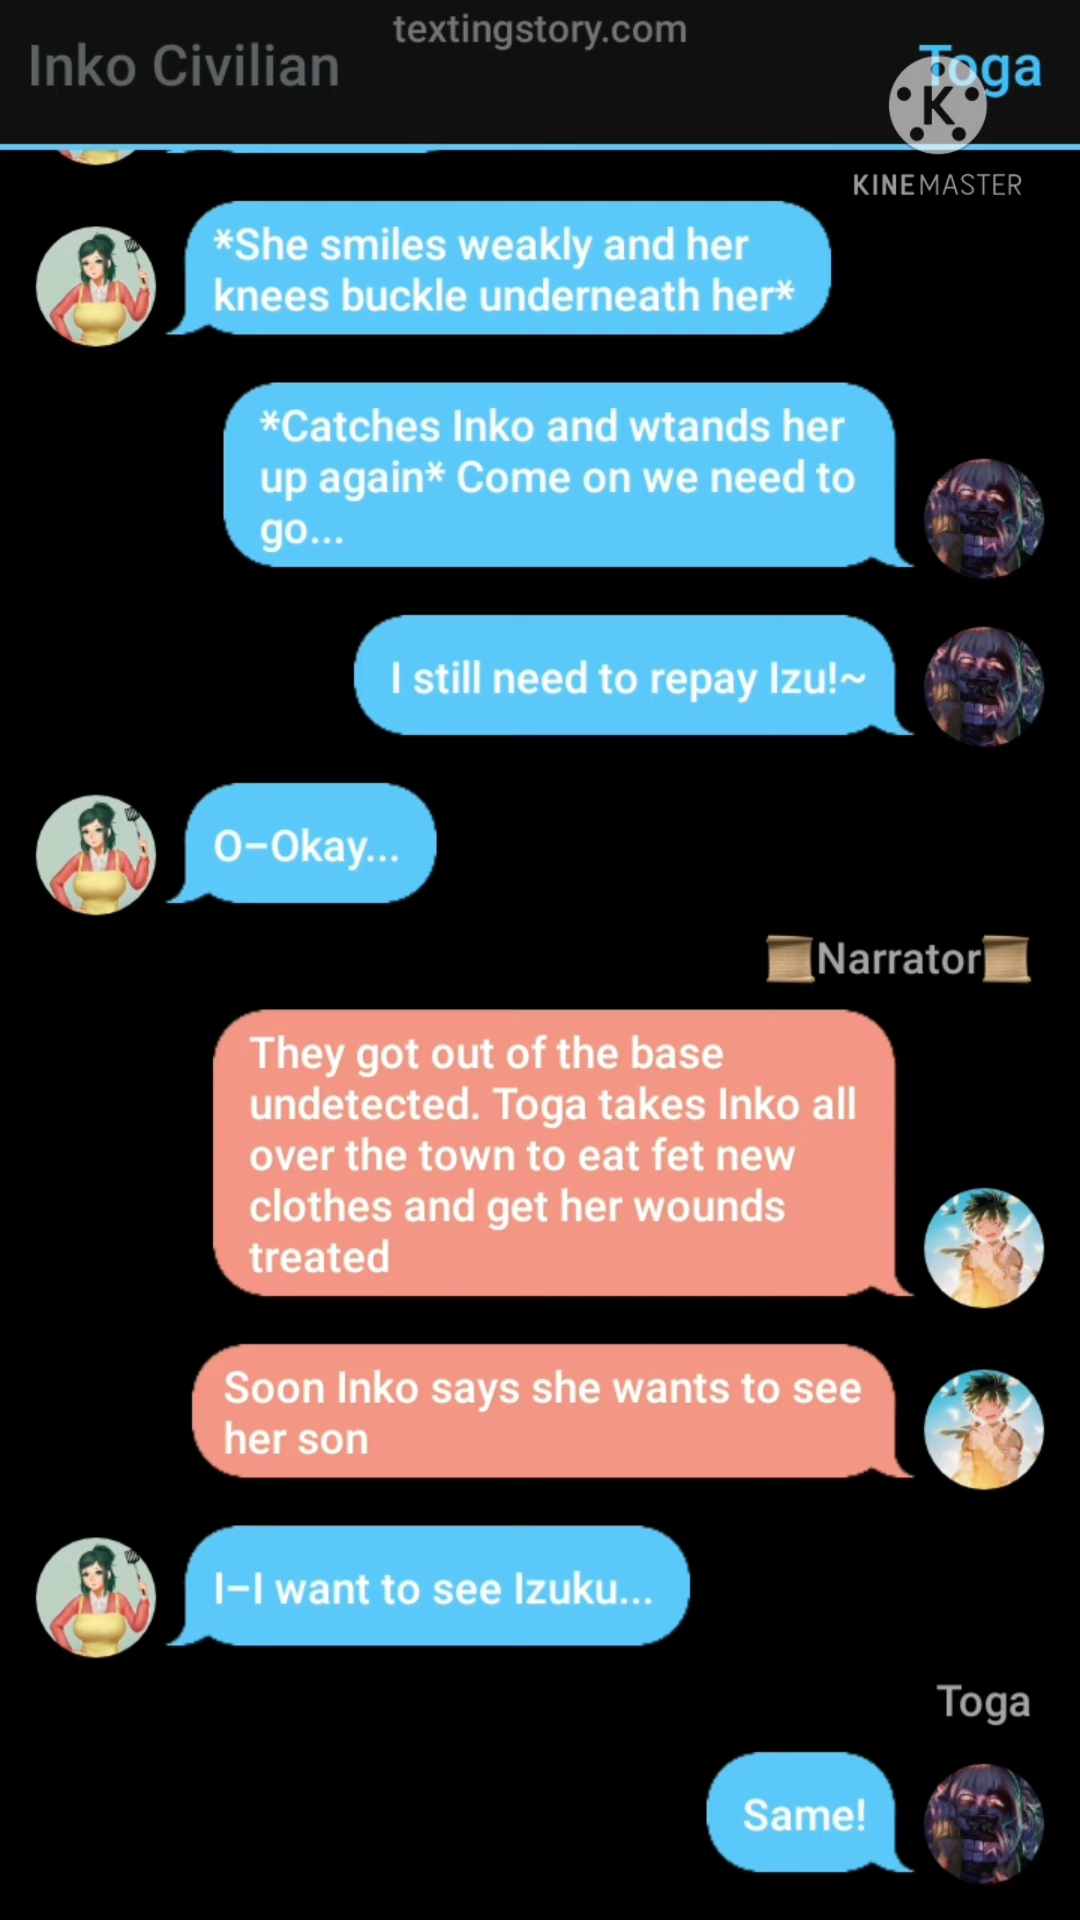 textingstory.com
Inko Civilian
Toga
K
KINEMASTER
*She smiles weakly and her
knees buckle underneath her*
*Catches Inko and wtands her
up again* Come on we need to
go...
I still need to repay Izu!~
O-Okay...
Narrator
They got out of the base
undetected. Toga takes Inko all
over the town to eat fet new
clothes and get her wounds
treated
Soon Inko says she wants to see
her son
I-I want to see Izuku...
Toga
Same!